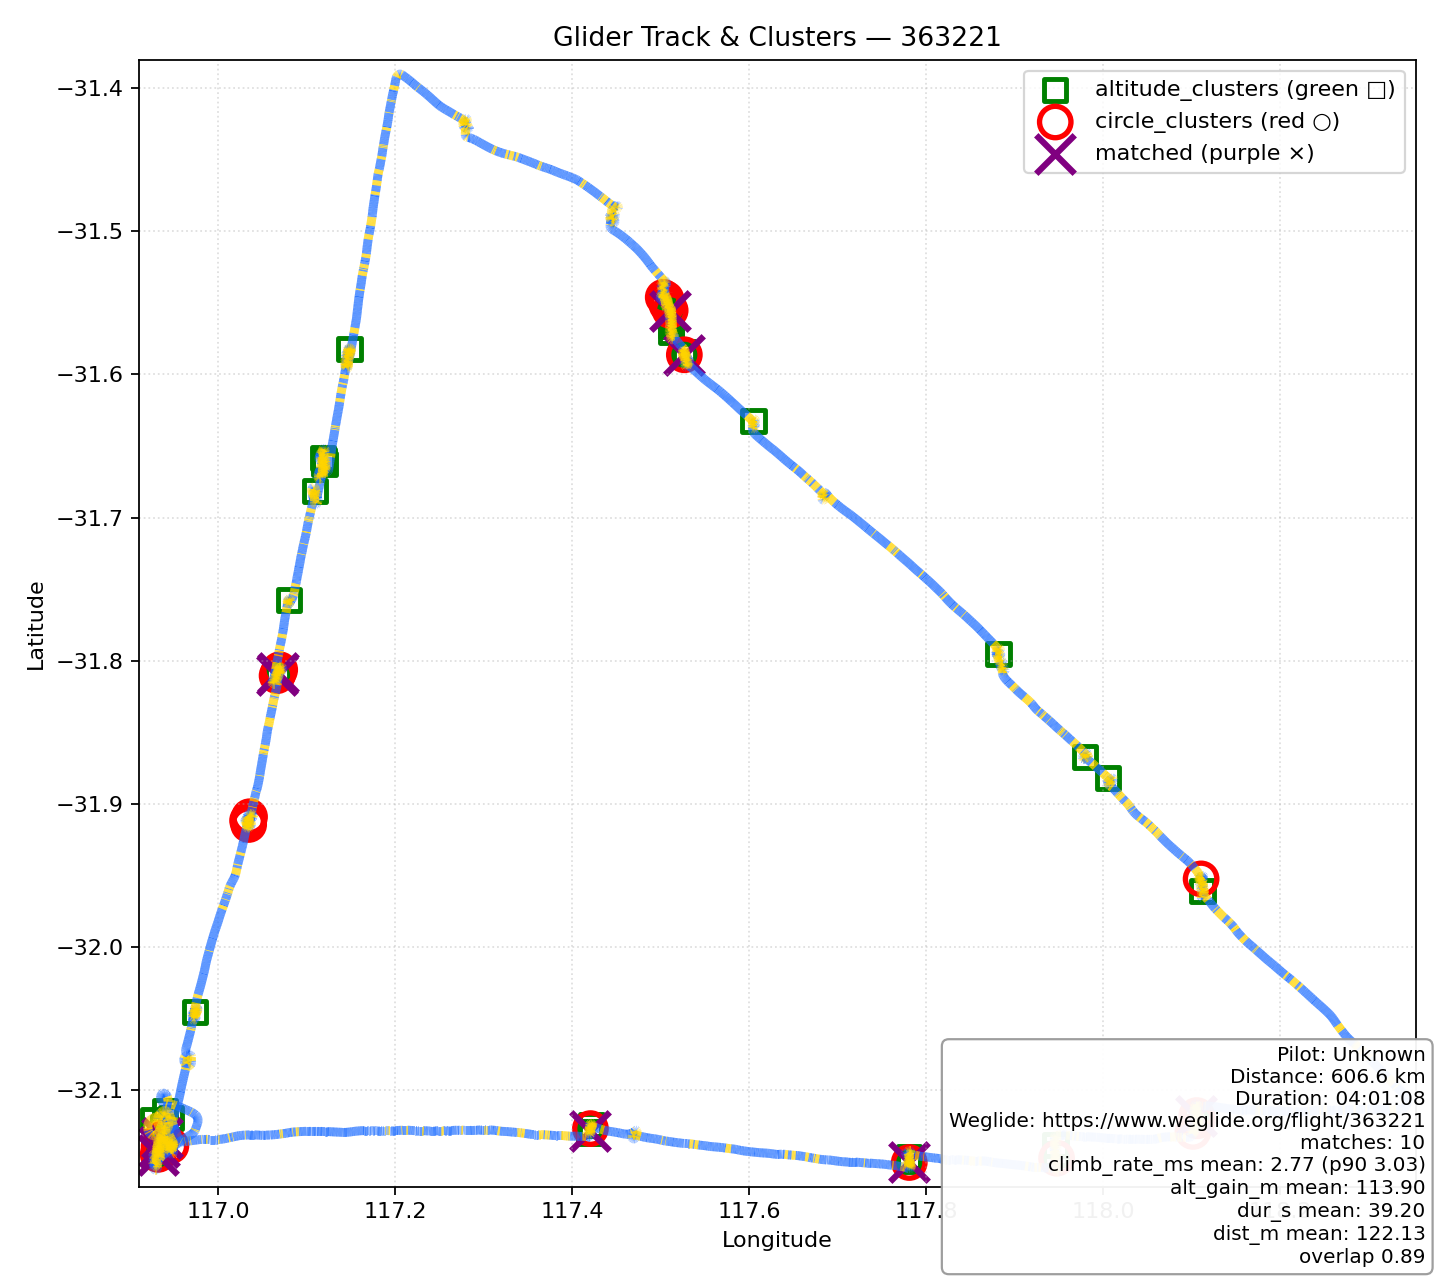 Glider Track & Clusters — 363221
altitude_clusters (green □)
circle_clusters (red ○)
matched (purple ×)
−31.4
−31.5
−31.6
−31.7
−31.8
−31.9
−32.0
−32.1
Latitude
117.0
117.2
117.4
117.6
117.8
118.0
Longitude
Pilot: Unknown
Distance: 606.6 km
Duration: 04:01:08
Weglide: https://www.weglide.org/flight/363221
matches: 10
climb_rate_ms mean: 2.77 (p90 3.03)
alt_gain_m mean: 113.90
dur_s mean: 39.20
dist_m mean: 122.13
overlap 0.89